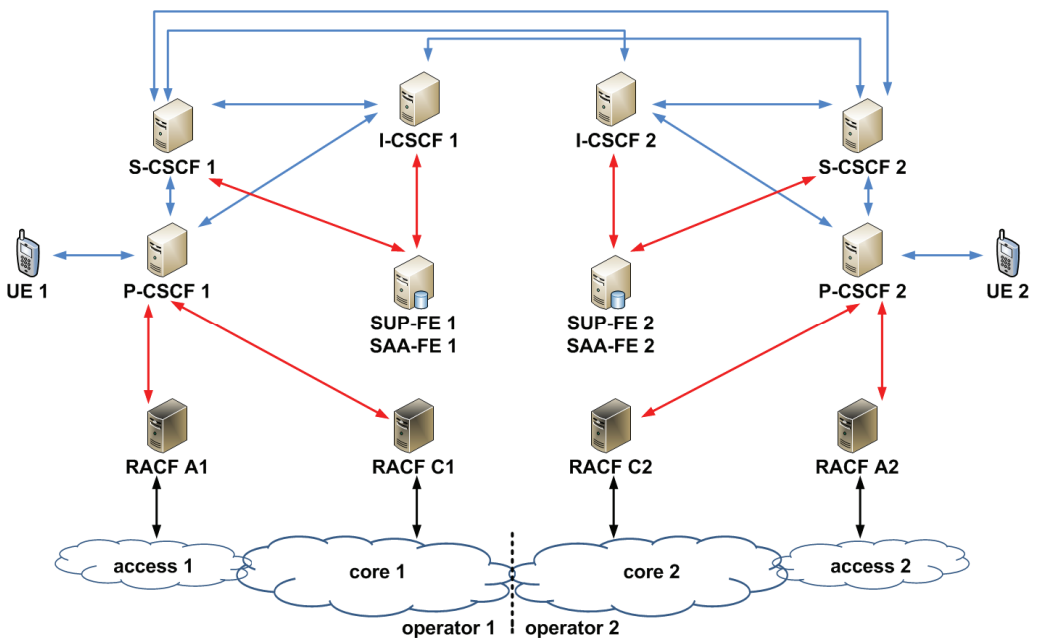 I-CSCF 1
I-CSCF 2
S-CSCF 1
S-CSCF 2
UE 1
P-CSCF 1
P-CSCF 2
UE 2
SUP-FE 1
SAA-FE 1
SUP-FE 2
SAA-FE 2
RACF A1
RACF C1
RACF C2
RACF A2
access 1
core 1
core 2
access 2
operator 1
operator 2